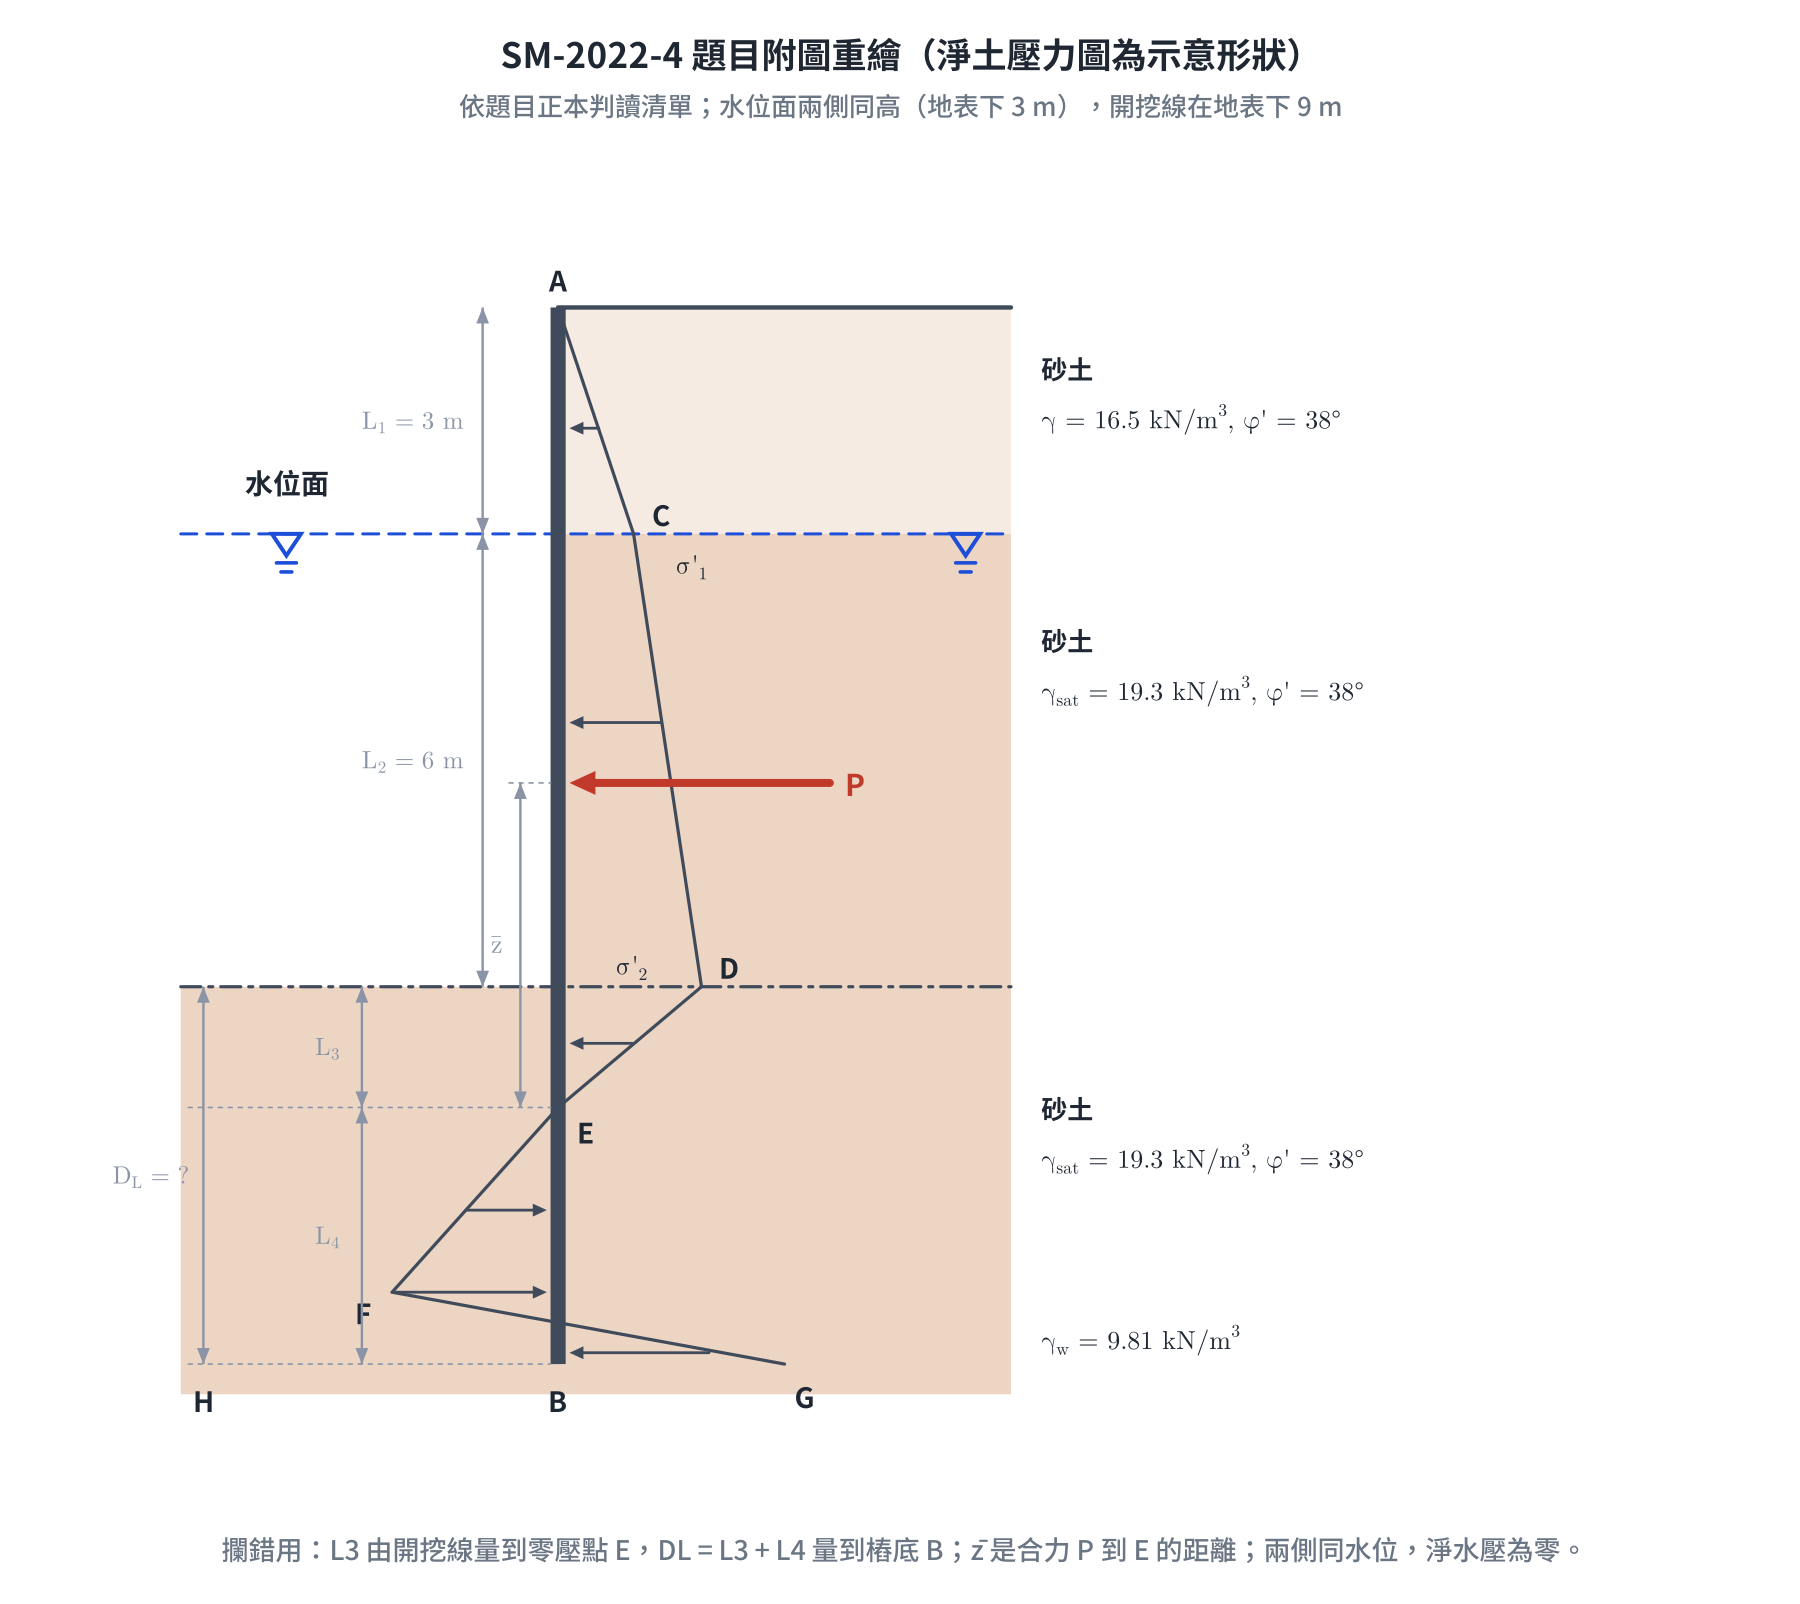 SM-2022-4 題目附圖重繪（淨土壓力圖為示意形狀）
依題目正本判讀清單；水位面兩側同高（地表下 3 m），開挖線在地表下 9 m
A
砂土
γ = 16.5 kN/m³, φ' = 38°
L₁ = 3 m
水位面
C
σ'₁
砂土
γsat = 19.3 kN/m³, φ' = 38°
L₂ = 6 m
P
z̄
σ'₂
D
L₃
E
砂土
γsat = 19.3 kN/m³, φ' = 38°
D_L = ?
L₄
F
γw = 9.81 kN/m³
H
B
G
攔錯用：L3 由開挖線量到零壓點 E，DL = L3 + L4 量到樁底 B；z̄ 是合力 P 到 E 的距離；兩側同水位，淨水壓為零。